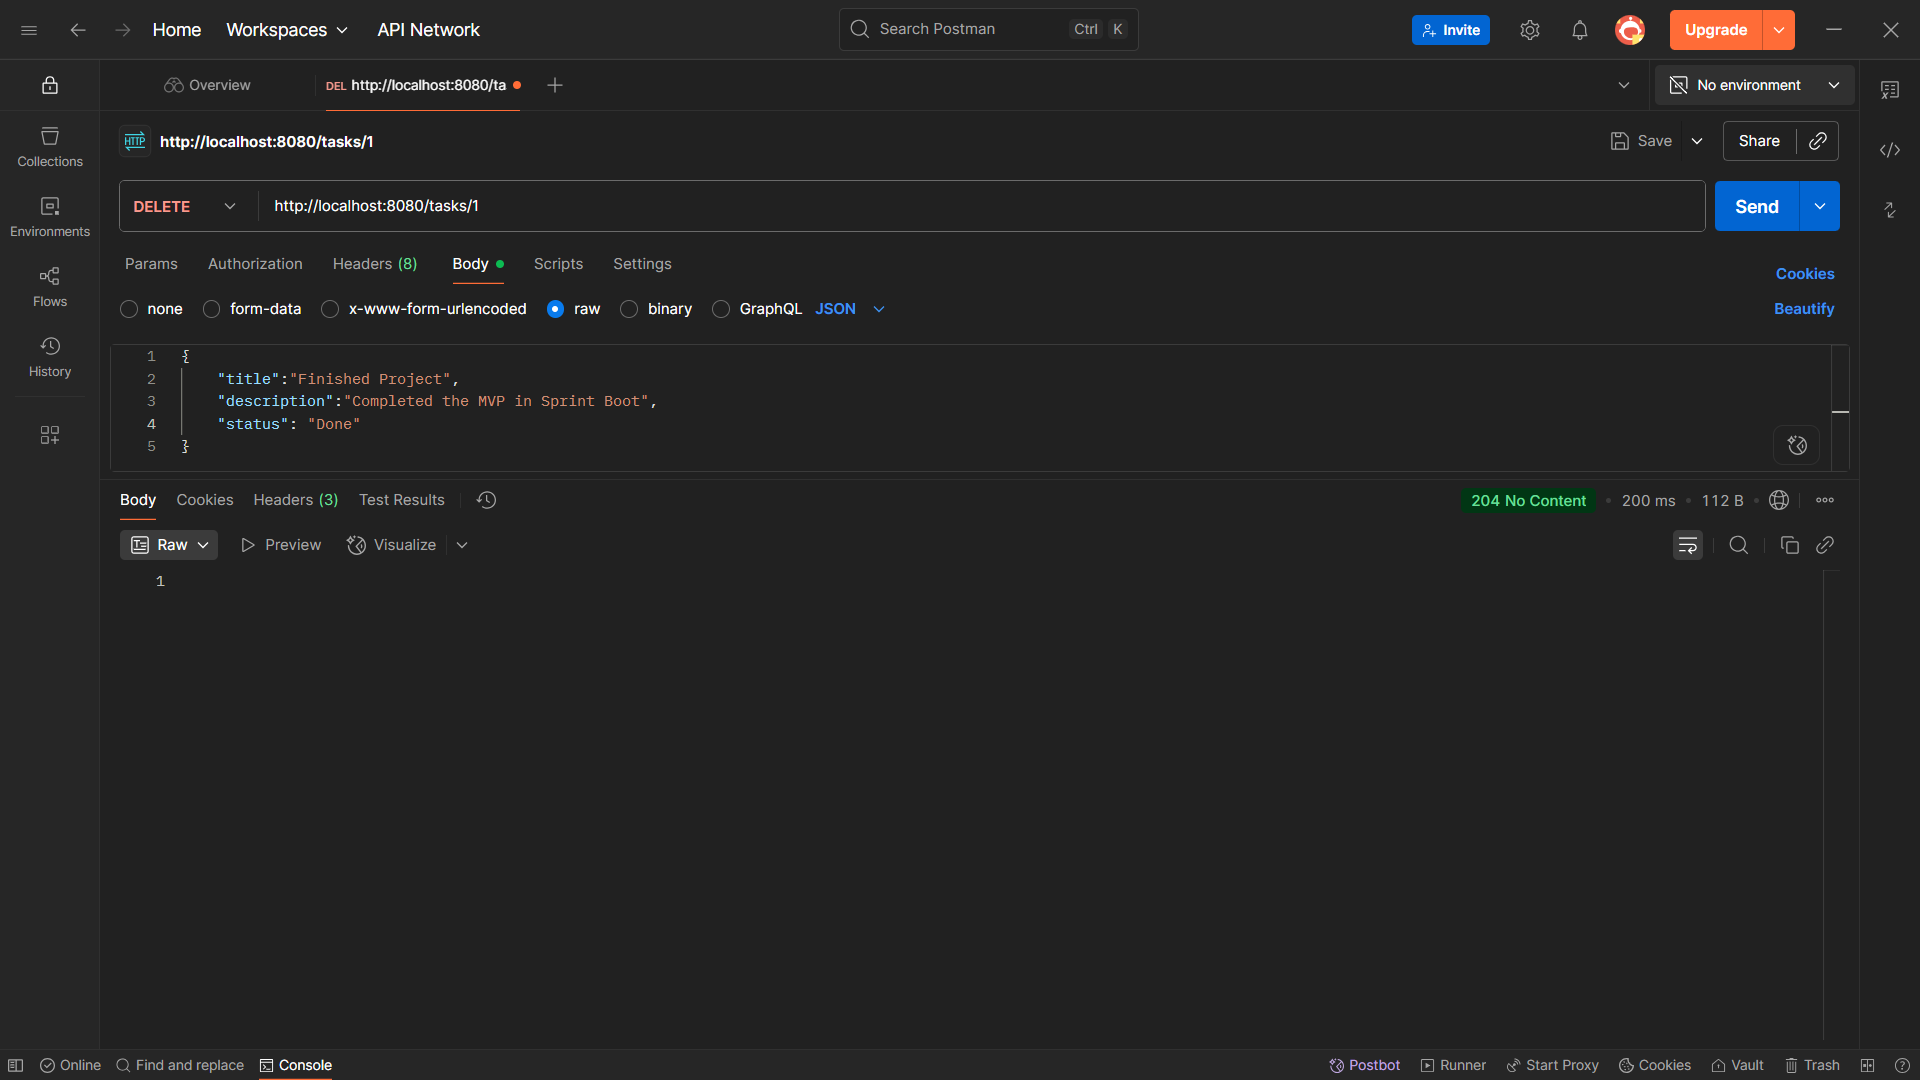 Home Workspaces API Network Search Postman Ctrl K Invite Upgrade
Overview DEL http://localhost:8080/ta No environment
HTTP http://localhost:8080/tasks/1 Save Share
DELETE http://localhost:8080/tasks/1 Send
Params Authorization Headers (8) Body Scripts Settings Cookies
none form-data x-www-form-urlencoded raw binary GraphQL JSON Beautify
1 {
2 "title":"Finished Project",
3 "description":"Completed the MVP in Sprint Boot",
4 "status": "Done"
5 }
Collections
Environments
Flows
History
Body Cookies Headers (3) Test Results 204 No Content • 200 ms • 112 B
Raw Preview Visualize
1
Online Find and replace Console Postbot Runner Start Proxy Cookies Vault Trash